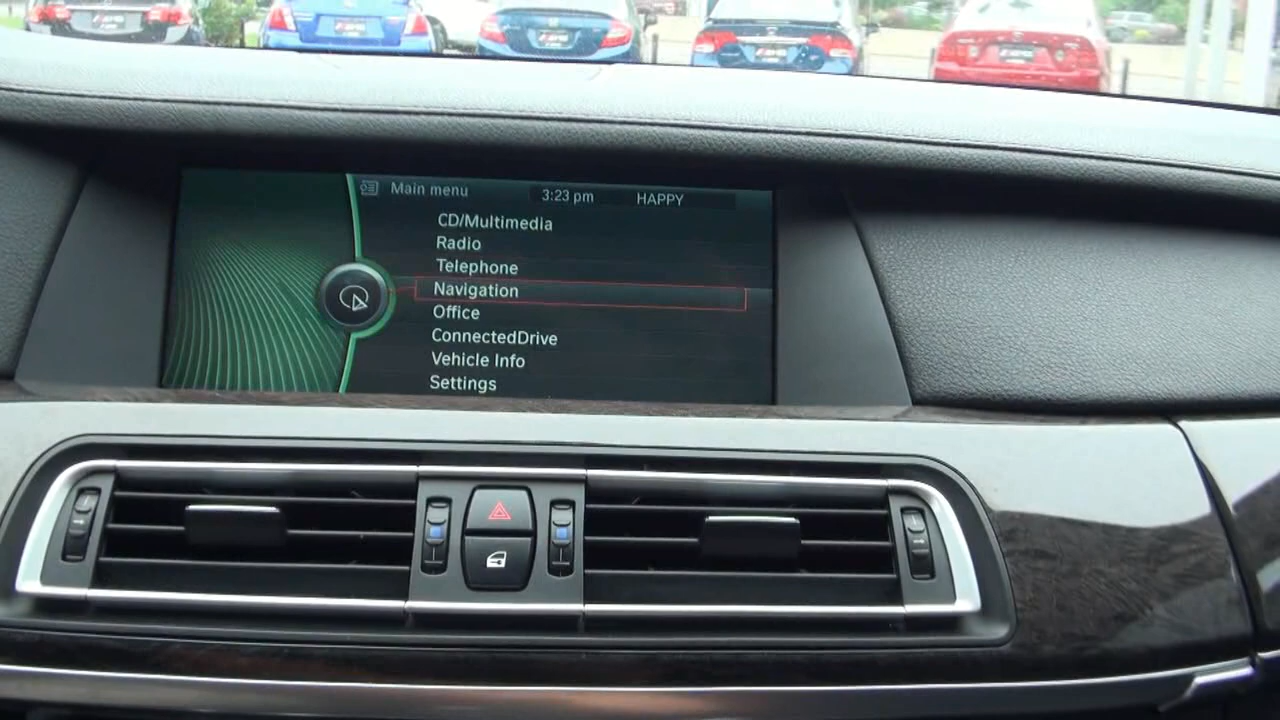 Main menu 3:23 pm HAPPY
CD/Multimedia
Radio
Telephone
Navigation
Office
ConnectedDrive
Vehicle Info
Settings